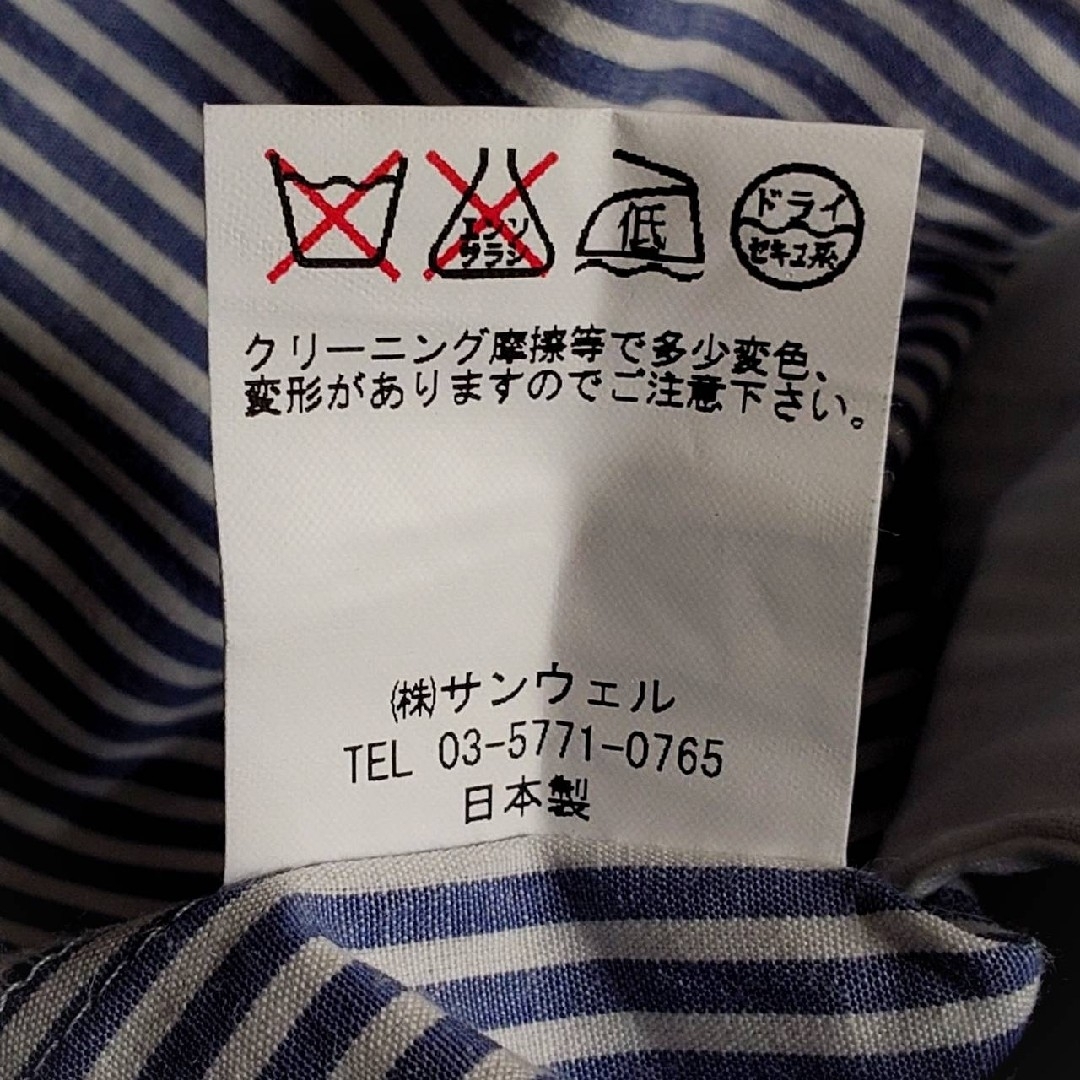 エンソ
サラシ
低
ドライ
セキユ系
クリーニング摩擦等で多少変色、
変形がありますのでご注意下さい。
㈱サンウェル
TEL 03-5771-0765
日本製